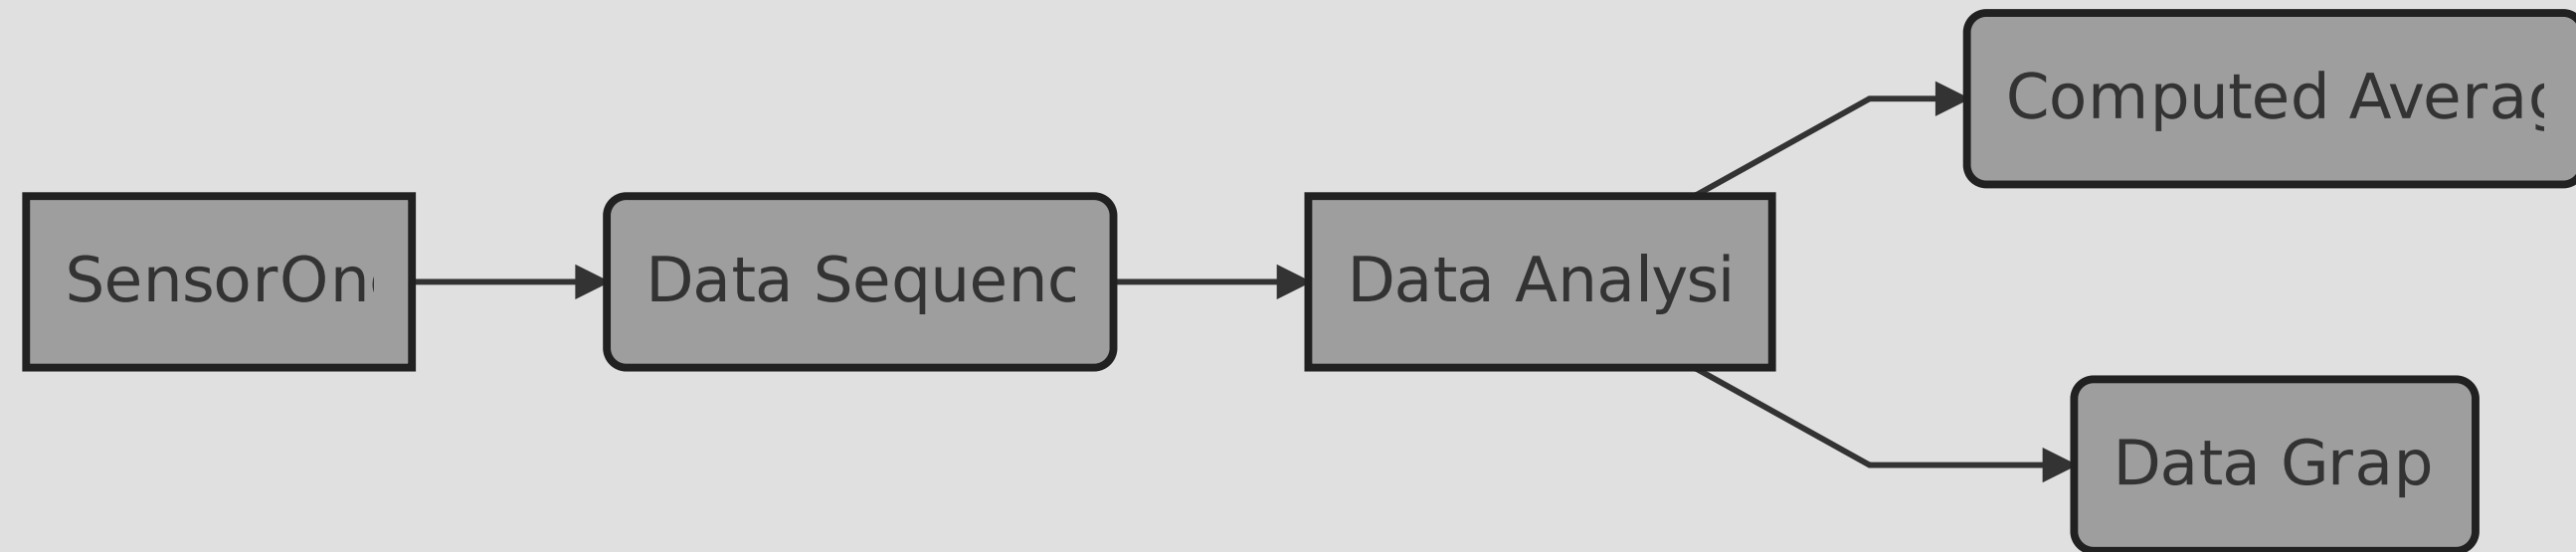 SensorOn
Data Sequenc
Data Analysi
Computed Averag
Data Grap